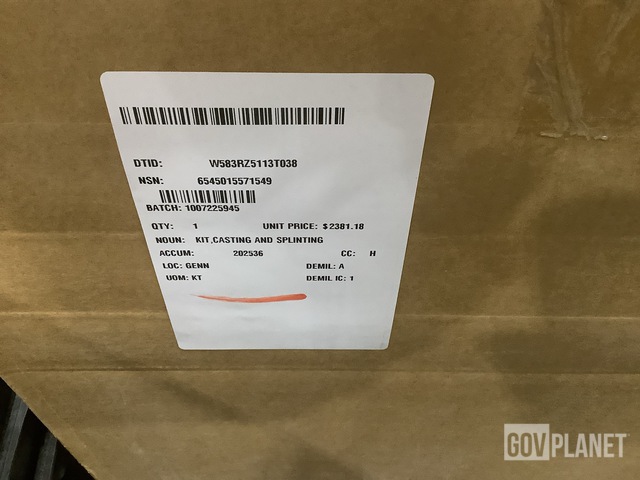 DTID: W583RZ5113T038
NSN: 6545015571549
BATCH: 1007225945
QTY: 1 UNIT PRICE: $2381.18
NOUN: KIT,CASTING AND SPLINTING
ACCUM: 202536 CC: H
LOC: GENN DEMIL: A
UOM: KT DEMIL IC: 1
GOVPLANET